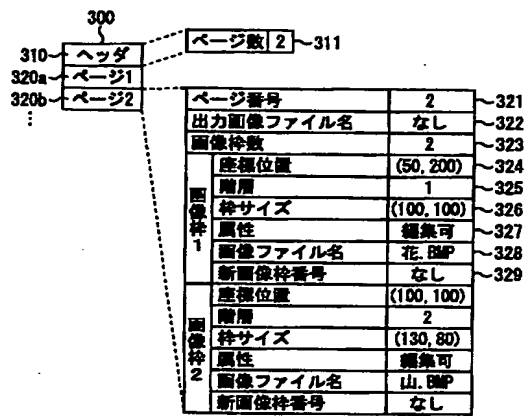 300
310 ヘッダ
320a ページ1
320b ページ2
ページ数 2 311
ページ番号 2 321
出力画像ファイル名 なし 322
画像枠数 2 323
画像枠1
座標位置 (50,200) 324
階層 1 325
枠サイズ (100,100) 326
属性 編集可 327
画像ファイル名 花.BMP 328
新画像枠番号 なし 329
画像枠2
座標位置 (100,100)
階層 2
枠サイズ (130,80)
属性 編集可
画像ファイル名 山.BMP
新画像枠番号 なし